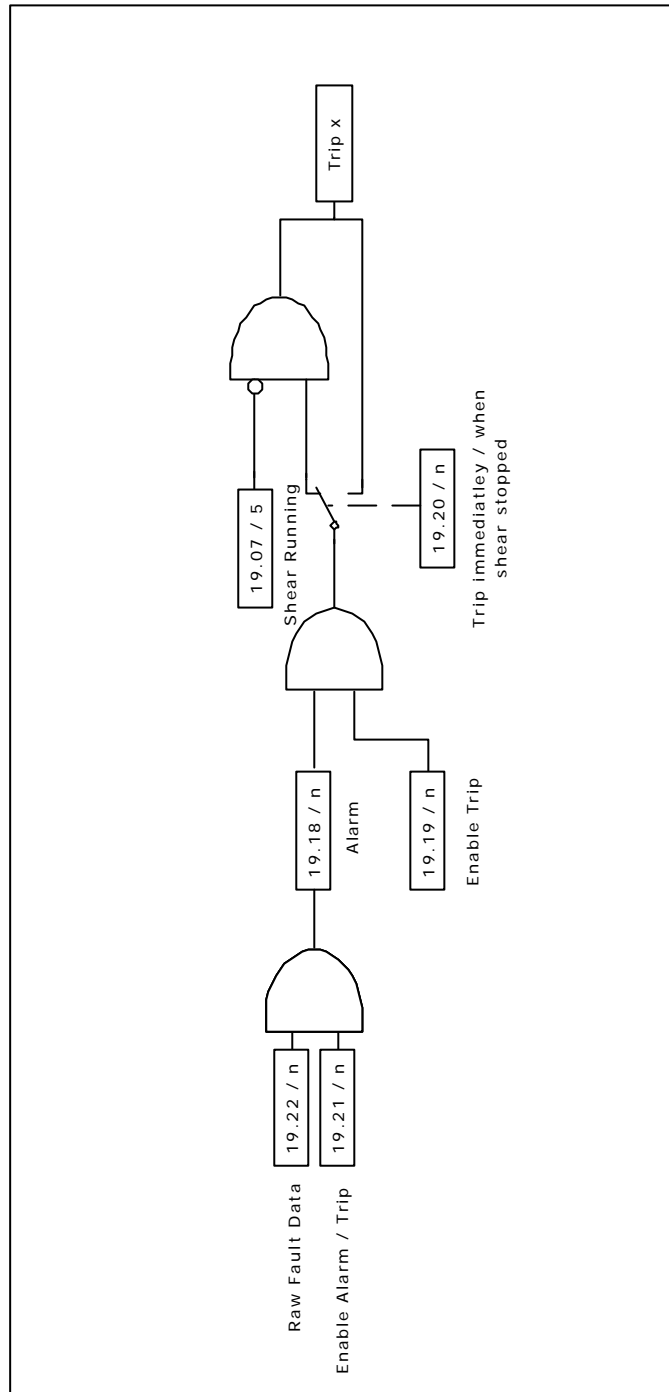 Raw Fault Data
19.22 / n
19.21 / n
Enable Alarm / Trip
19.18 / n
Alarm
19.19 / n
Enable Trip
19.07 / 5
Shear Running
19.20 / n
Trip immediatley / when
shear stopped
Trip x